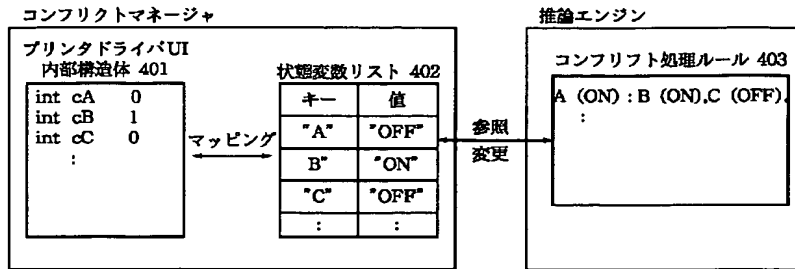 コンフリクトマネージャ
プリンタドライバUI
内部構造体 401
int cA 0
int cB 1
int cC 0
:
マッピング
状態変数リスト 402
キー 値
"A" "OFF"
B" "ON"
"C" "OFF"
: :
参照
変更
推論エンジン
コンフリフト処理ルール 403
A (ON) : B (ON),C (OFF),
: